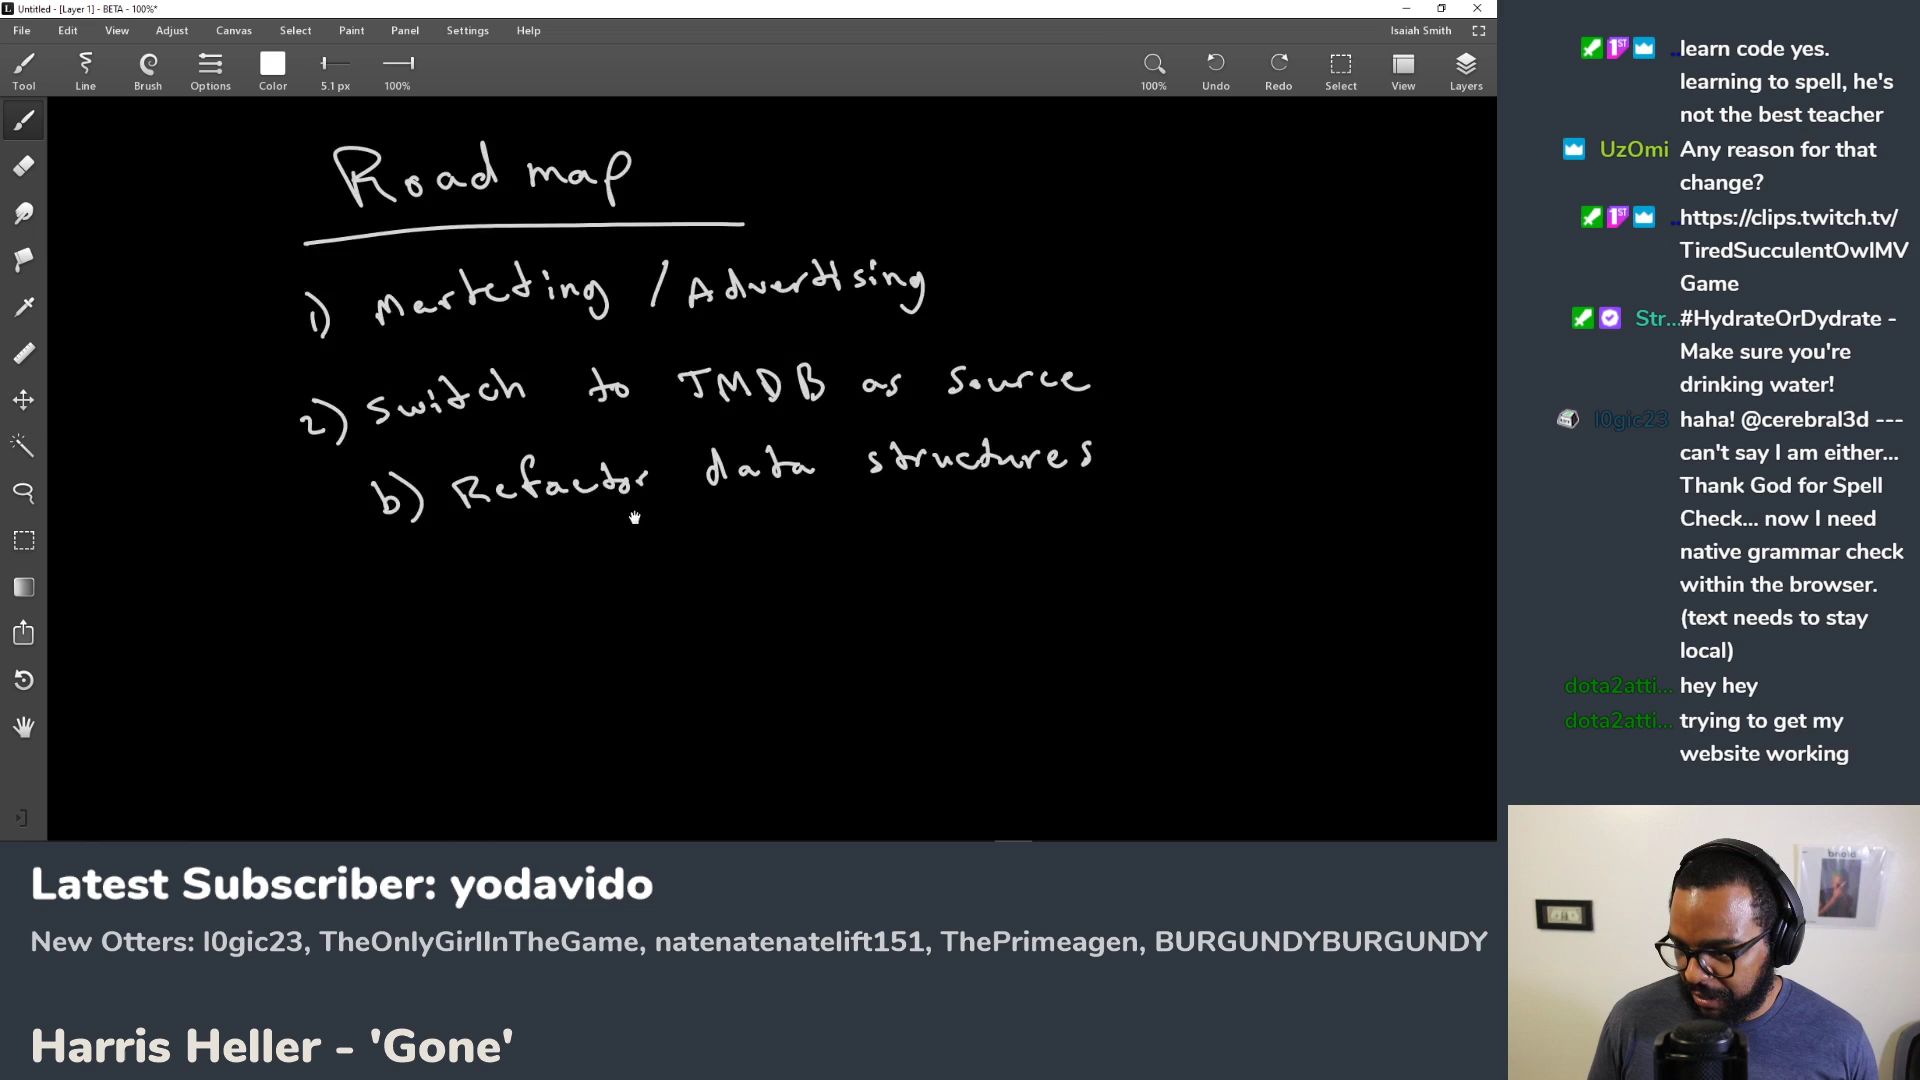 Untitled - [Layer 1] - BETA - 100%*
File Edit View Adjust Canvas Select Paint Panel Settings Help
Isaiah Smith
Tool Line Brush Options Color 5.1 px 100%
100% Undo Redo Select View Layers
Road map
1) Marketing / Advertising
2) Switch to TMDB as source
b) Refactor data structures
..learn code yes.
learning to spell, he's
not the best teacher
UzOmi Any reason for that
change?
..https://clips.twitch.tv/
TiredSucculentOwlMV
Game
Str...#HydrateOrDydrate -
Make sure you're
drinking water!
l0gic23 haha! @cerebral3d ---
can't say I am either...
Thank God for Spell
Check... now I need
native grammar check
within the browser.
(text needs to stay
local)
dota2atti... hey hey
dota2atti... trying to get my
website working
Latest Subscriber: yodavido
New Otters: l0gic23, TheOnlyGirlInTheGame, natenatenatelift151, ThePrimeagen, BURGUNDYBURGUNDY
Harris Heller - 'Gone'